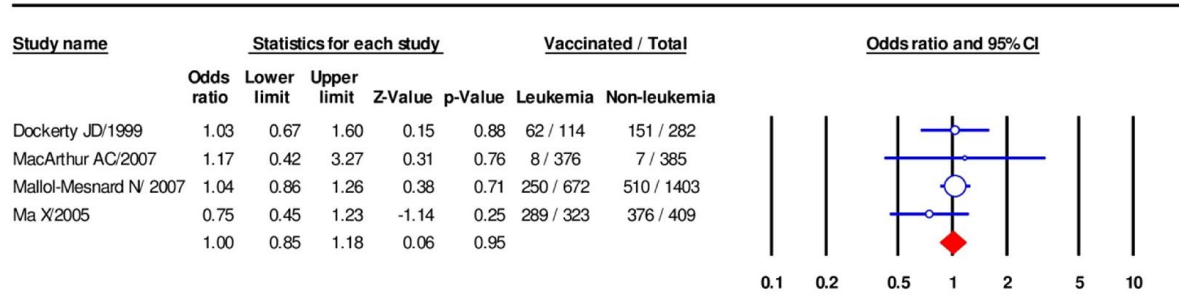 Study name Statistics for each study Vaccinated / Total Odds ratio and 95% CI
Odds ratio Lower limit Upper limit Z-Value p-Value Leukemia Non-leukemia
Dockerty JD/1999 1.03 0.67 1.60 0.15 0.88 62 / 114 151 / 282
MacArthur AC/2007 1.17 0.42 3.27 0.31 0.76 8 / 376 7 / 385
Mallol-Mesnard N/ 2007 1.04 0.86 1.26 0.38 0.71 250 / 672 510 / 1403
Ma X/2005 0.75 0.45 1.23 -1.14 0.25 289 / 323 376 / 409
1.00 0.85 1.18 0.06 0.95
0.1 0.2 0.5 1 2 5 10